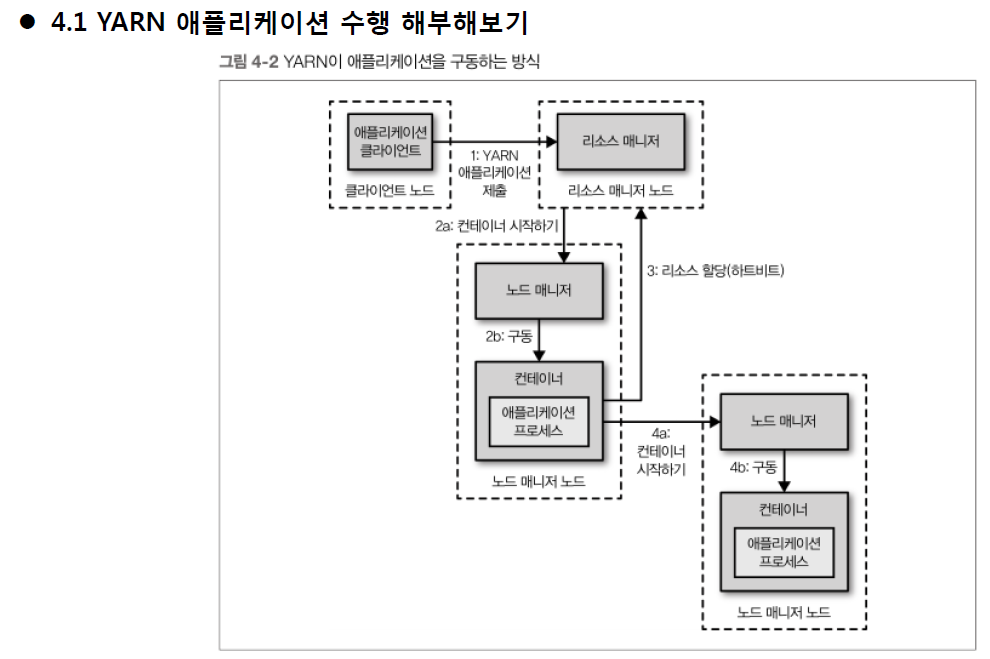 ● 4.1 YARN 애플리케이션 수행 해부해보기
그림 4-2 YARN이 애플리케이션을 구동하는 방식
애플리케이션
클라이언트
클라이언트 노드
1: YARN
애플리케이션
제출
리소스 매니저
리소스 매니저 노드
2a: 컨테이너 시작하기
노드 매니저
2b: 구동
컨테이너
애플리케이션
프로세스
노드 매니저 노드
3: 리소스 할당(하트비트)
4a:
컨테이너
시작하기
노드 매니저
4b: 구동
컨테이너
애플리케이션
프로세스
노드 매니저 노드